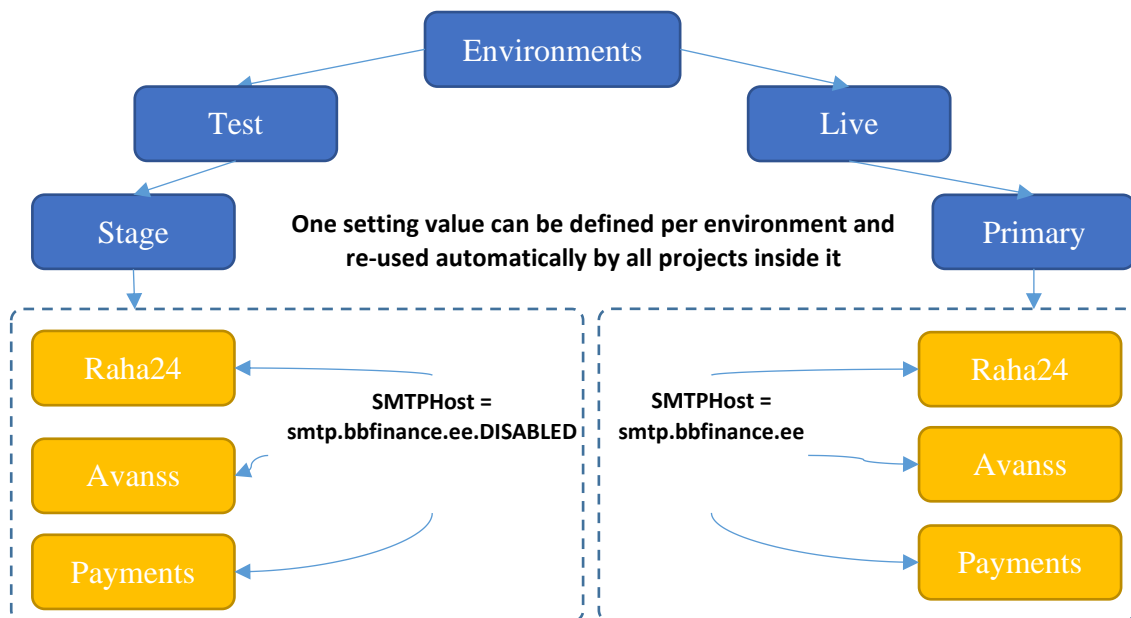 Environments
Test
Live
Stage
One setting value can be defined per environment and
re-used automatically by all projects inside it
Primary
Raha24
SMTPHost =
smtp.bbfinance.ee.DISABLED
Avanss
Payments
SMTPHost =
smtp.bbfinance.ee
Raha24
Avanss
Payments